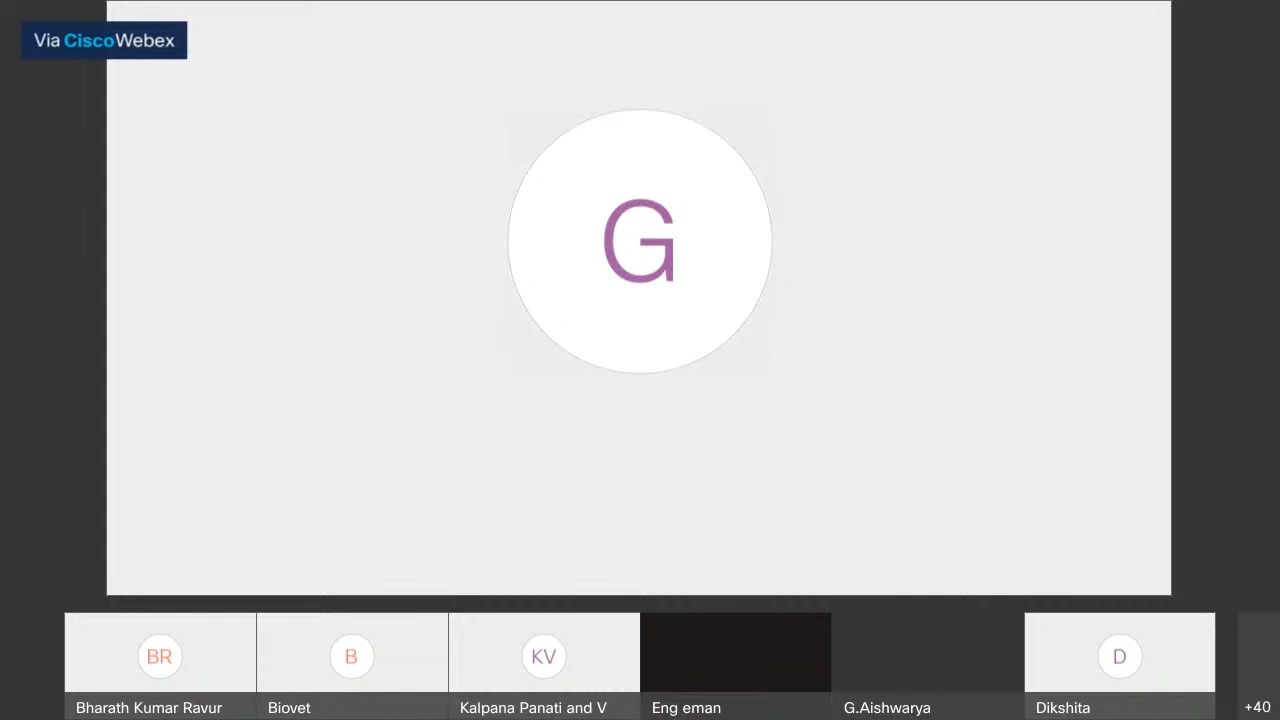 Via CiscoWebex
G
BR
B
KV
D
Bharath Kumar Ravur
Biovet
Kalpana Panati and V
Eng eman
G.Aishwarya
Dikshita
+40